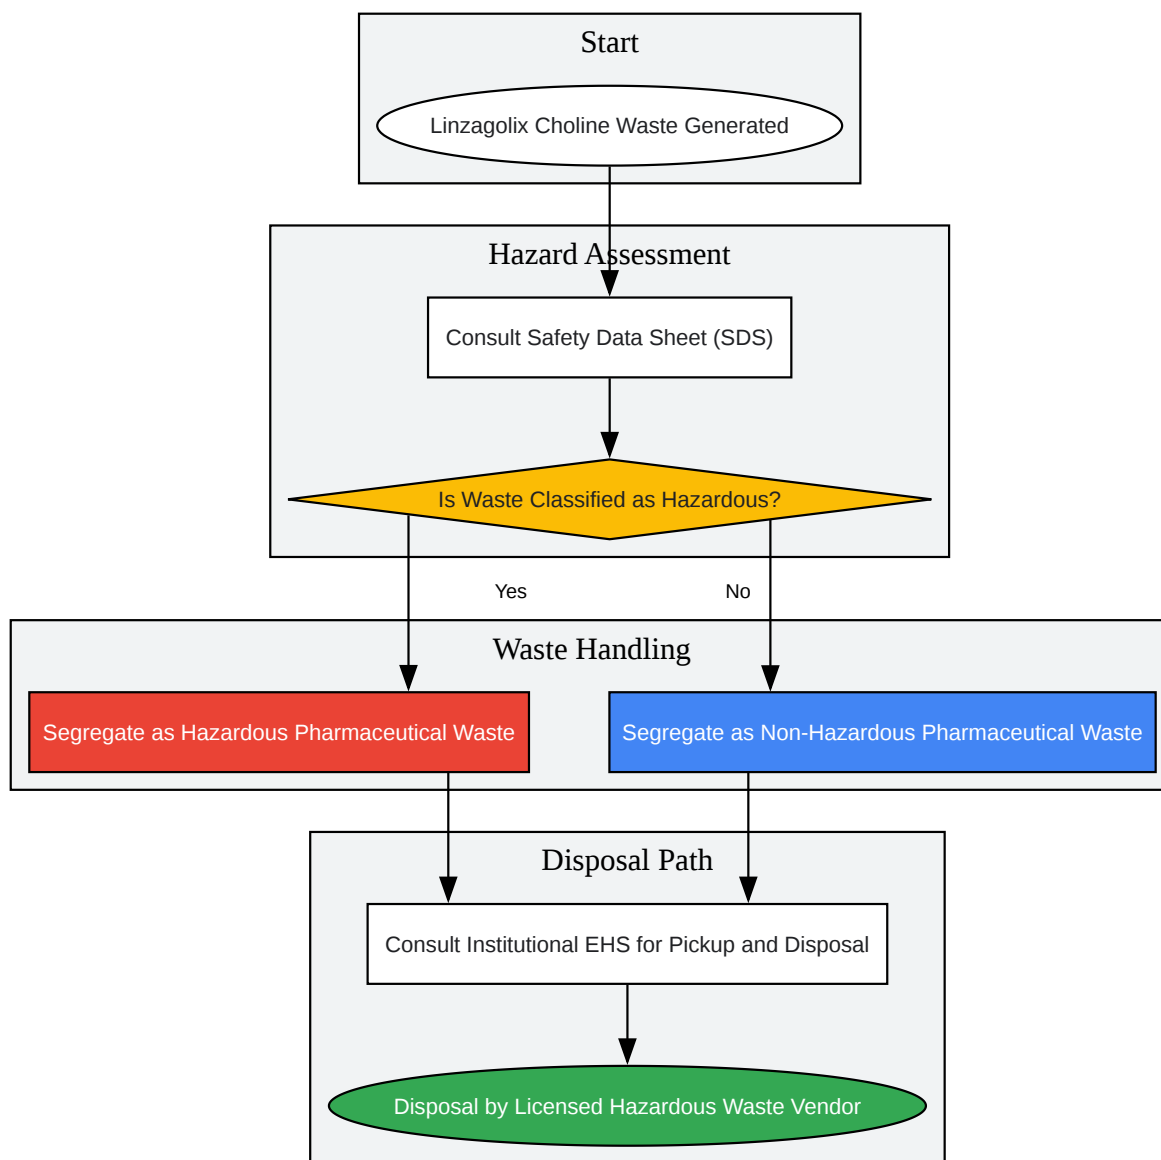 Start
Linzagolix Choline Waste Generated
Hazard Assessment
Consult Safety Data Sheet (SDS)
Is Waste Classified as Hazardous?
Yes
No
Waste Handling
Segregate as Hazardous Pharmaceutical Waste
Segregate as Non-Hazardous Pharmaceutical Waste
Disposal Path
Consult Institutional EHS for Pickup and Disposal
Disposal by Licensed Hazardous Waste Vendor